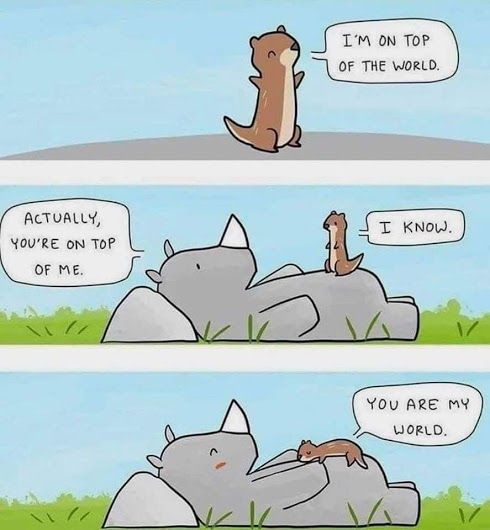 I'M ON TOP
OF THE WORLD.
ACTUALLY,
YOU'RE ON TOP
OF ME.
I KNOW.
YOU ARE MY
WORLD.